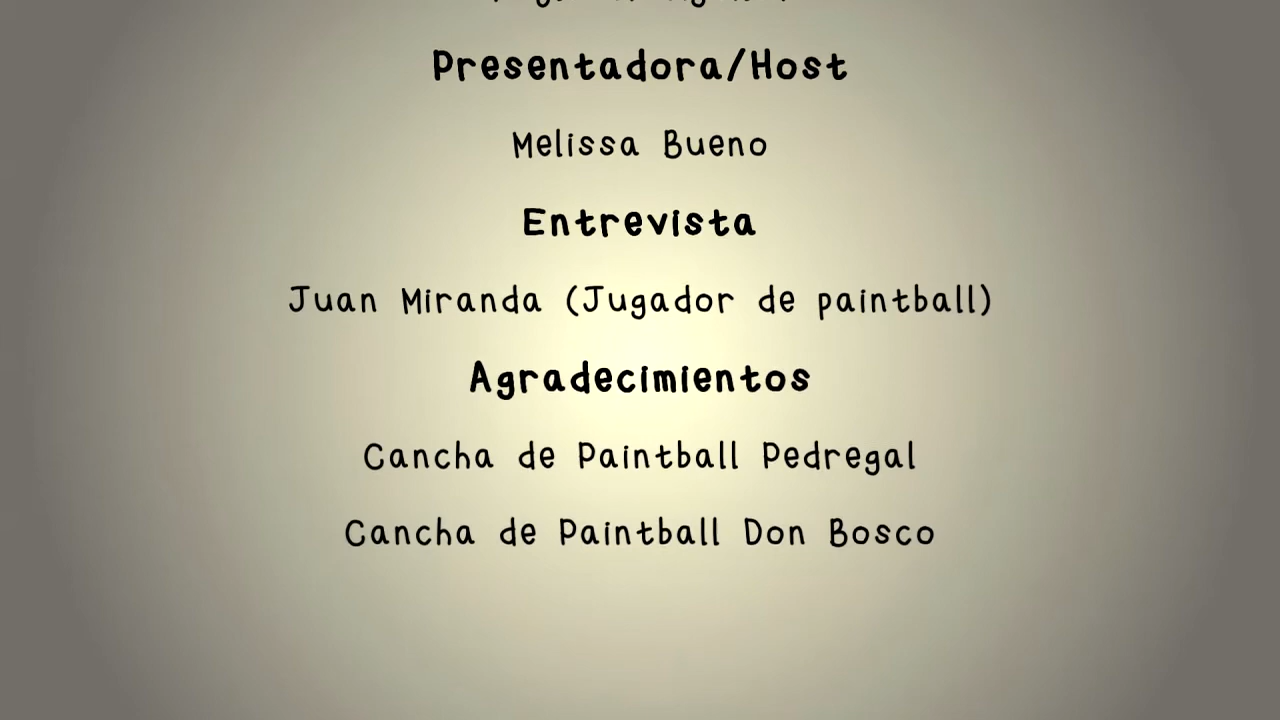 Presentadora/Host
Melissa Bueno
Entrevista
Juan Miranda (Jugador de paintball)
Agradecimientos
Cancha de Paintball Pedregal
Cancha de Paintball Don Bosco